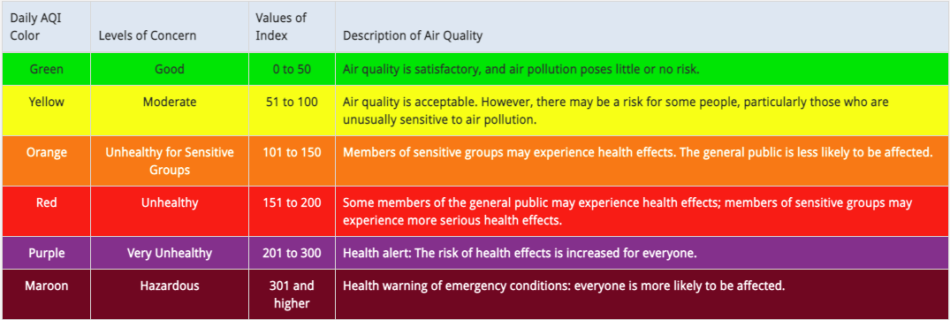 Daily AQI Color
Levels of Concern
Values of Index
Description of Air Quality
Green
Good
0 to 50
Air quality is satisfactory, and air pollution poses little or no risk.
Yellow
Moderate
51 to 100
Air quality is acceptable. However, there may be a risk for some people, particularly those who are
unusually sensitive to air pollution.
Orange
Unhealthy for Sensitive
Groups
101 to 150
Members of sensitive groups may experience health effects. The general public is less likely to be affected.
Red
Unhealthy
151 to 200
Some members of the general public may experience health effects; members of sensitive groups may
experience more serious health effects.
Purple
Very Unhealthy
201 to 300
Health alert: The risk of health effects is increased for everyone.
Maroon
Hazardous
301 and
higher
Health warning of emergency conditions: everyone is more likely to be affected.